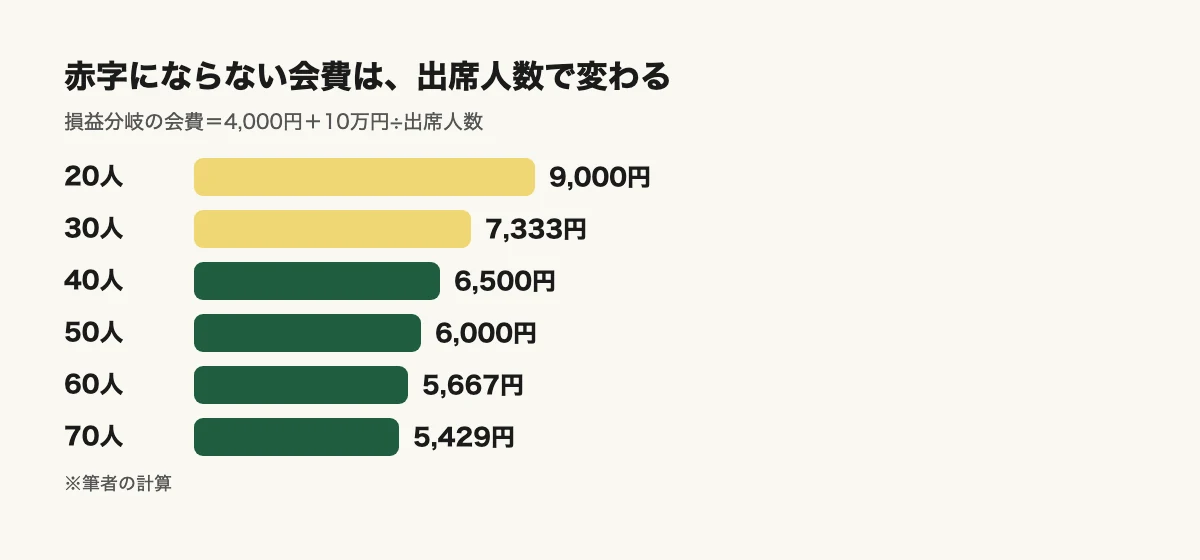 赤字にならない会費は、出席人数で変わる
損益分岐の会費＝4,000円＋10万円÷出席人数
20人 9,000円
30人 7,333円
40人 6,500円
50人 6,000円
60人 5,667円
70人 5,429円
※筆者の計算